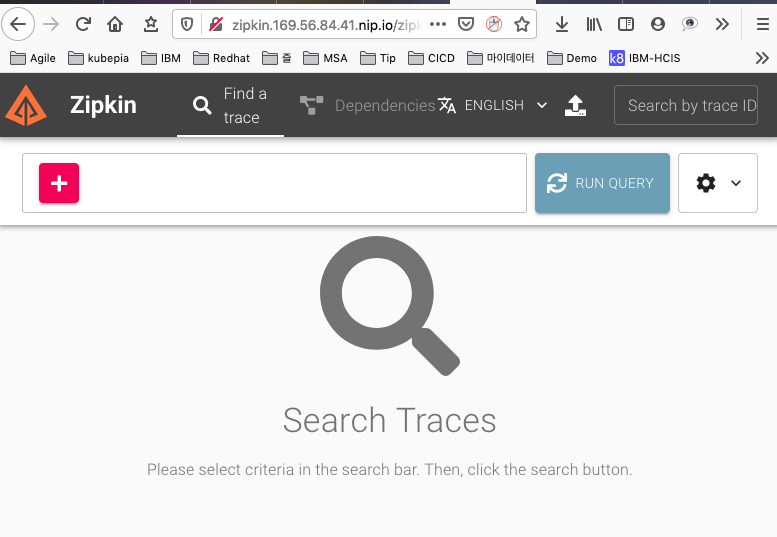 zipkin.169.56.84.41.nip.io/zip
Agile kubepia IBM Redhat 줄 MSA Tip CICD 마이데이터 Demo k8 IBM-HCIS
Zipkin
Find a
trace
Dependencies
ENGLISH
Search by trace ID
RUN QUERY
Search Traces
Please select criteria in the search bar. Then, click the search button.